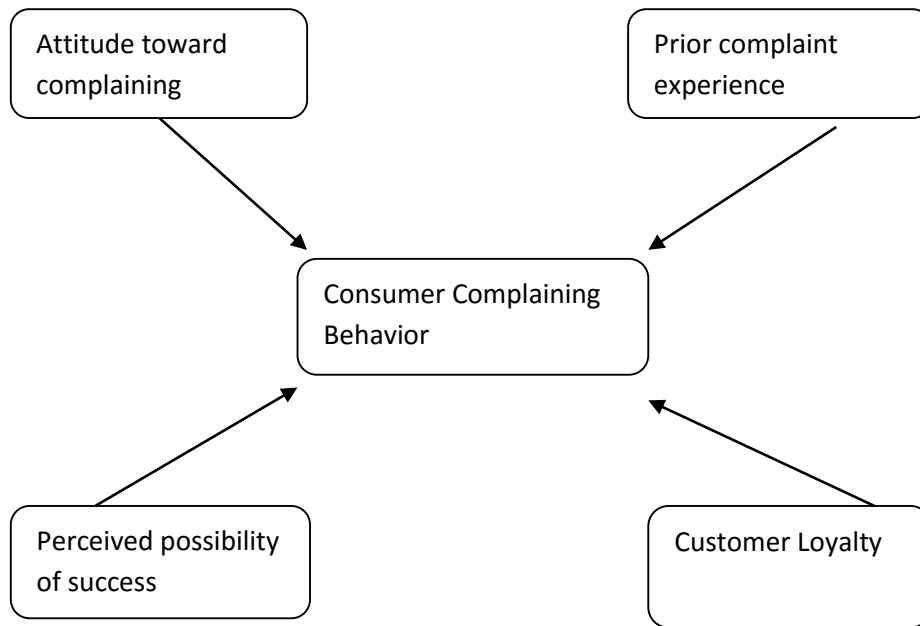 Attitude toward
complaining
Prior complaint
experience
Consumer Complaining
Behavior
Perceived possibility
of success
Customer Loyalty